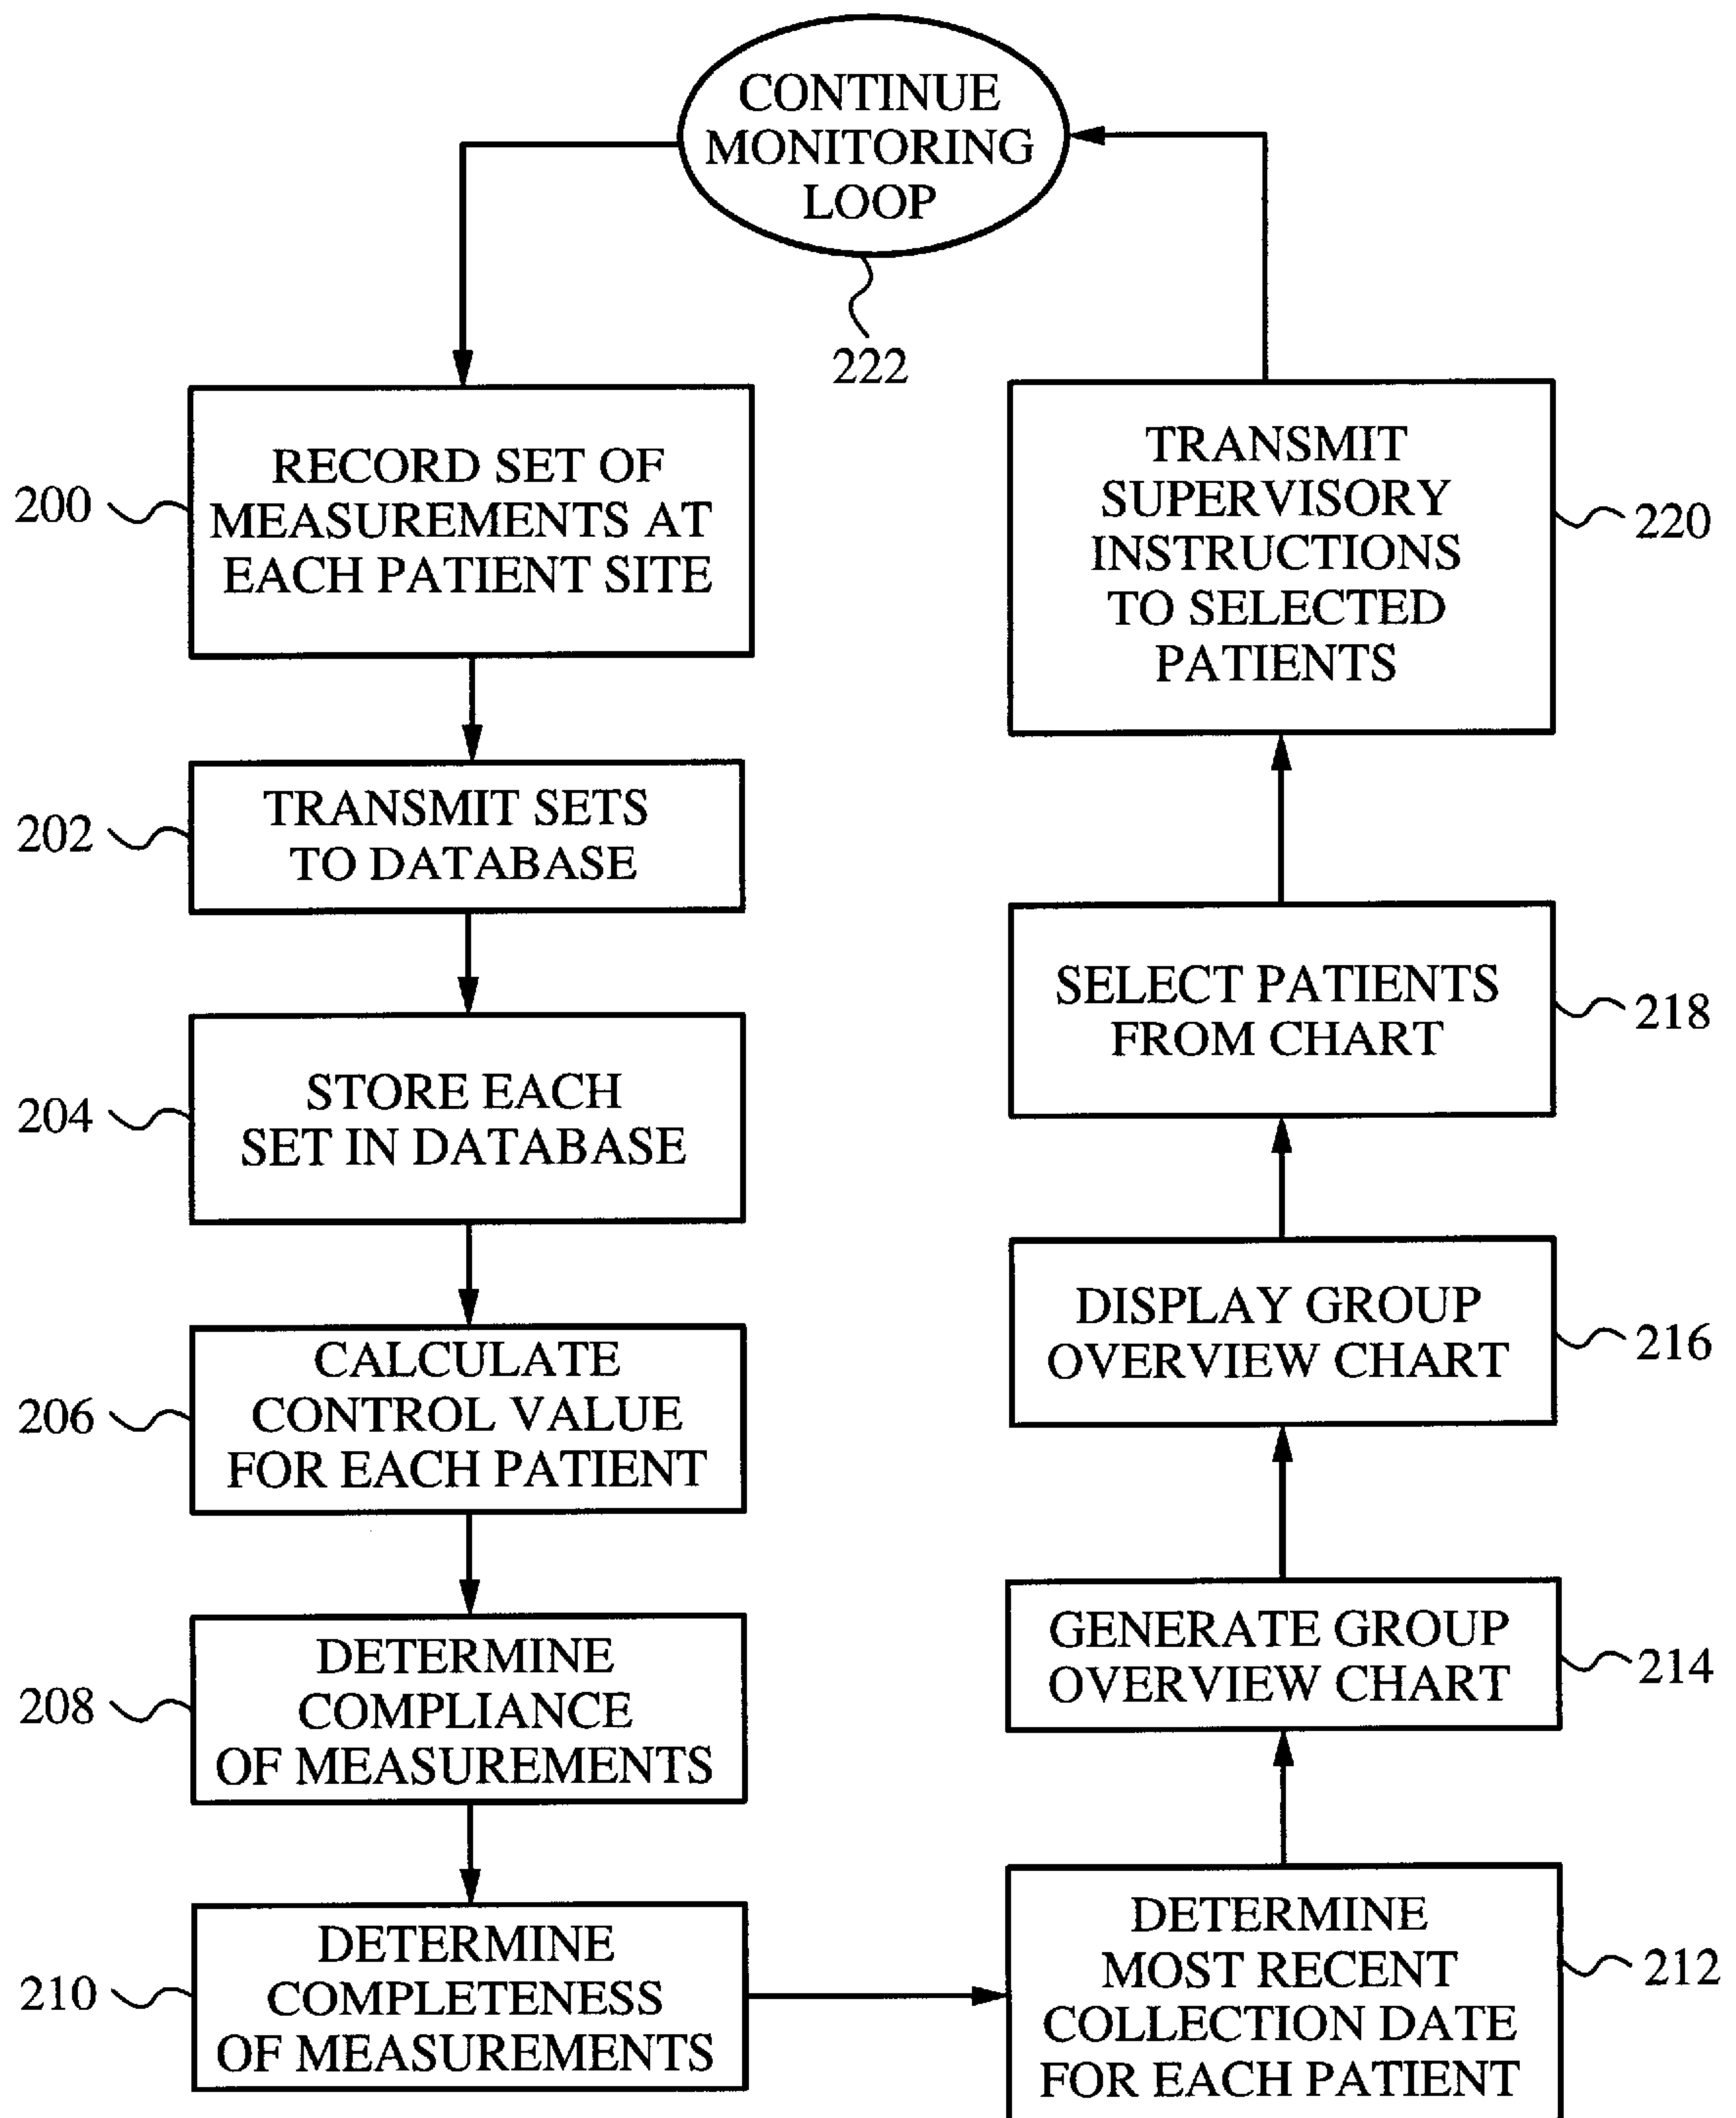 CONTINUE
MONITORING
LOOP
222
200
RECORD SET OF
MEASUREMENTS AT
EACH PATIENT SITE
202
TRANSMIT SETS
TO DATABASE
204
STORE EACH
SET IN DATABASE
206
CALCULATE
CONTROL VALUE
FOR EACH PATIENT
208
DETERMINE
COMPLIANCE
OF MEASUREMENTS
210
DETERMINE
COMPLETENESS
OF MEASUREMENTS
DETERMINE
MOST RECENT
COLLECTION DATE
FOR EACH PATIENT
212
GENERATE GROUP
OVERVIEW CHART
214
DISPLAY GROUP
OVERVIEW CHART
216
SELECT PATIENTS
FROM CHART
218
TRANSMIT
SUPERVISORY
INSTRUCTIONS
TO SELECTED
PATIENTS
220